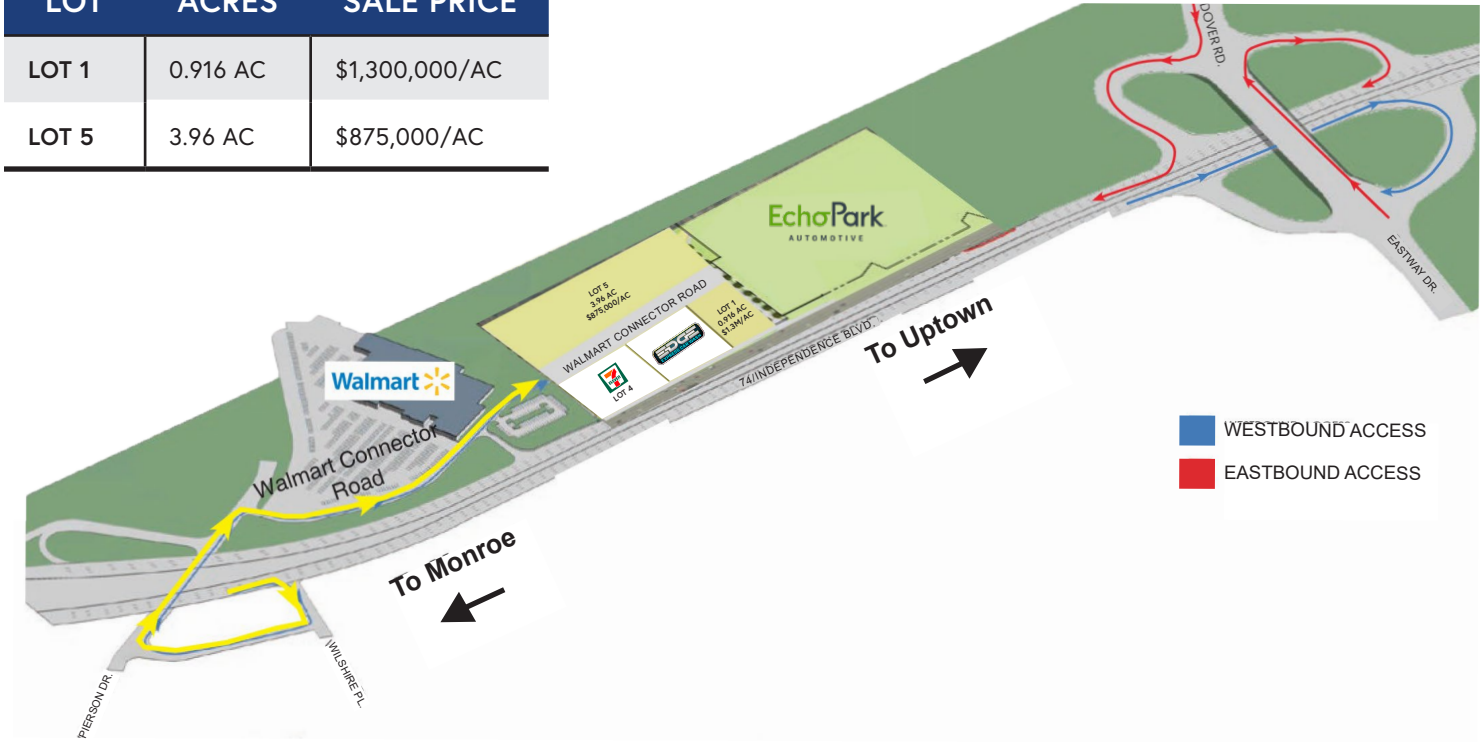 LOT ACRES SALE PRICE
LOT 1 0.916 AC $1,300,000/AC
LOT 5 3.96 AC $875,000/AC
DOVER RD.
EchoPark
AUTOMOTIVE
EASTWAY DR.
LOT 5
3.96 AC
$875,000/AC
WALMART CONNECTOR ROAD
LOT 1
0.916 AC
$1.3M/AC
EDGE
7
LOT 4
74/INDEPENDENCE BLVD.
To Uptown
Walmart
Walmart Connector
Road
To Monroe
WESTBOUND ACCESS
EASTBOUND ACCESS
WILSHIRE PL.
PIERSON DR.